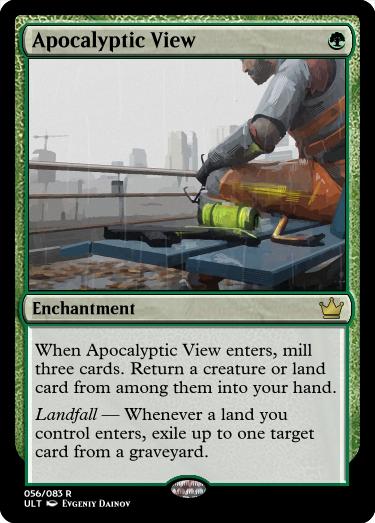 Apocalyptic View
Enchantment
When Apocalyptic View enters, mill
three cards. Return a creature or land
card from among them into your hand.
Landfall — Whenever a land you
control enters, exile up to one target
card from a graveyard.
056/083 R
ULT Evgeniy Dainov